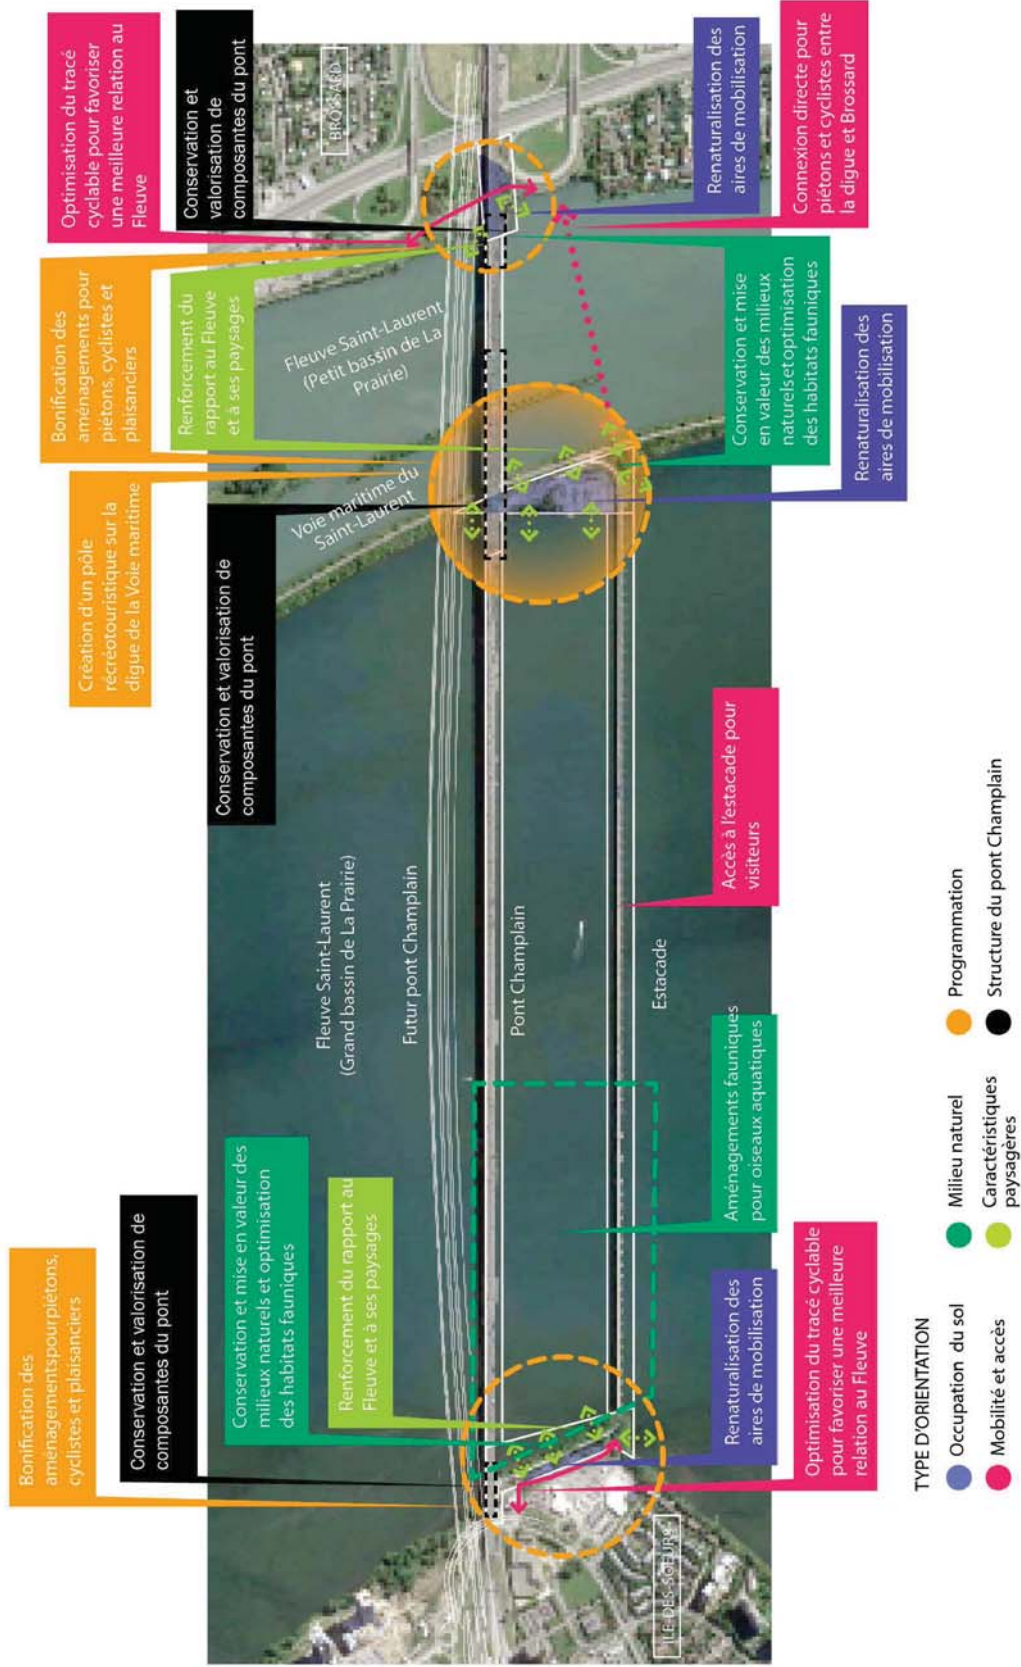 Bonification des
aménagementspourpiétons,
cyclistes et plaisanciers
Conservation et valorisation de
composantes du pont
Conservation et mise en valeur des
milieux naturels et optimisation
des habitats fauniques
Renforcement du rapport au
Fleuve et à ses paysages
Création d'un pôle
récréotouristique sur la
digue de la Voie maritime
Conservation et valorisation de
composantes du pont
Bonification des
aménagements pour
piétons, cyclistes et
plaisanciers
Renforcement du
rapport au Fleuve
et à ses paysages
Optimisation du tracé
cyclable pour favoriser
une meilleure relation au
Fleuve
Conservation et
valorisation de
composantes du pont
Fleuve Saint-Laurent
(Grand bassin de La Prairie)
Futur pont Champlain
Pont Champlain
Estacade
Voie maritime du
Saint-Laurent
Fleuve Saint-Laurent
(Petit bassin de La
Prairie)
BROSSARD
ILE-DES-SOEURS
Optimisation du tracé cyclable
pour favoriser une meilleure
relation au Fleuve
Renaturalisation des
aires de mobilisation
Aménagements fauniques
pour oiseaux aquatiques
Accès à l'estacade pour
visiteurs
Renaturalisation des
aires de mobilisation
Conservation et mise
en valeur des milieux
naturelsetoptimisation
des habitats fauniques
Connexion directe pour
piétons et cyclistes entre
la digue et Brossard
Renaturalisation des
aires de mobilisation
TYPE D'ORIENTATION
Occupation du sol
Mobilité et accès
Milieu naturel
Caractéristiques
paysagères
Programmation
Structure du pont Champlain